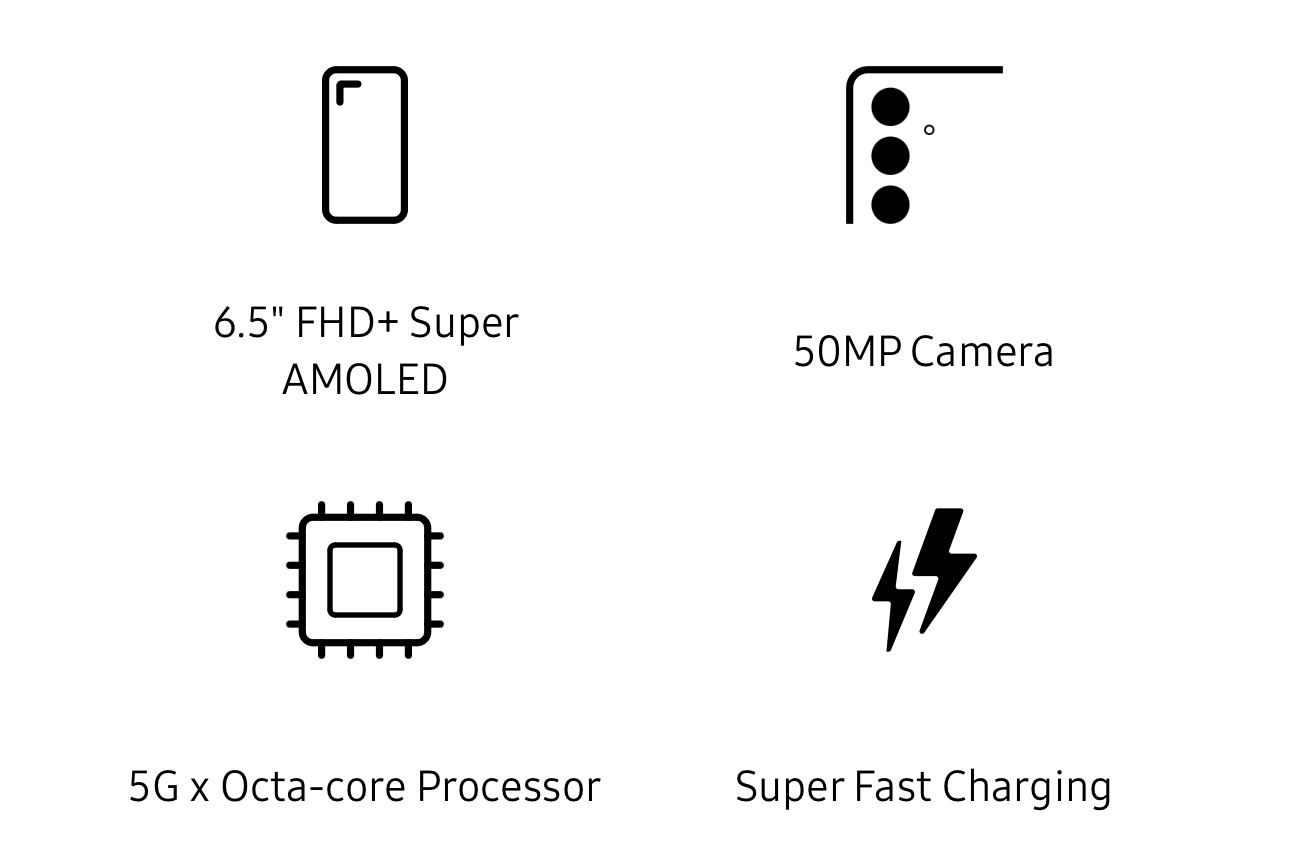 6.5" FHD+ Super
AMOLED
50MP Camera
5G x Octa-core Processor
Super Fast Charging